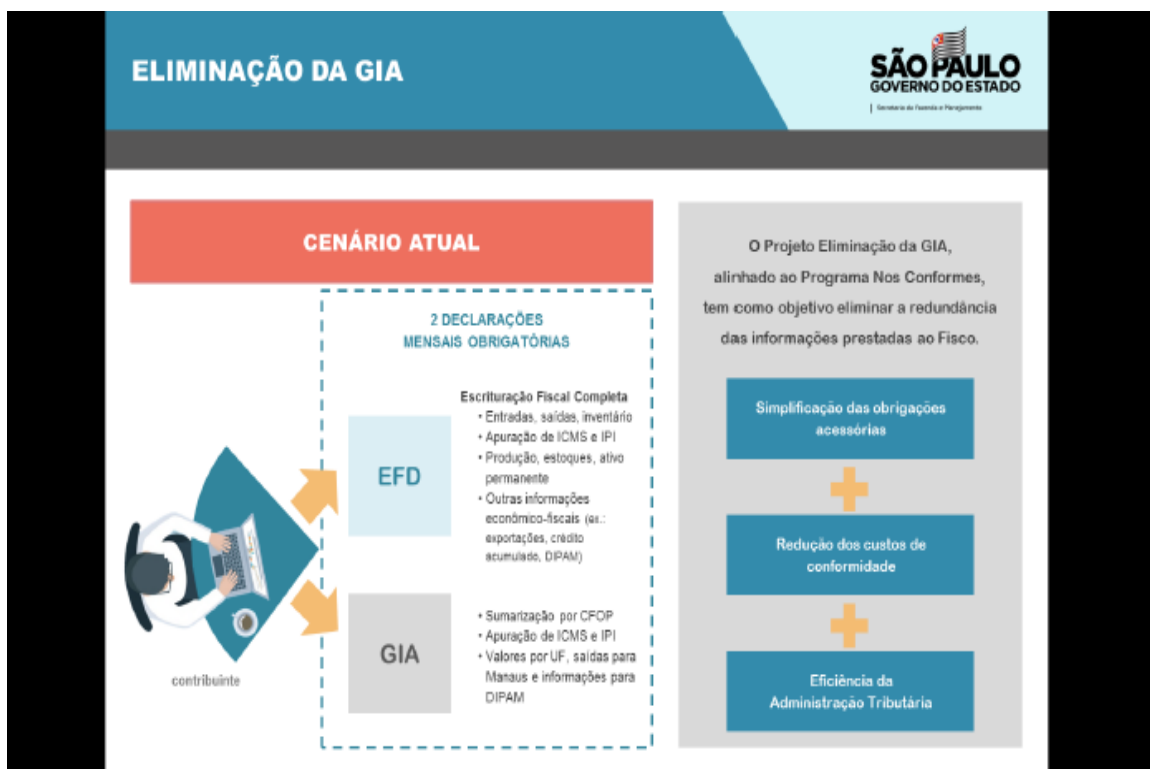 ELIMINAÇÃO DA GIA
SÃO PAULO
GOVERNO DO ESTADO
Secretaria da Fazenda e Planejamento
CENÁRIO ATUAL
2 DECLARAÇÕES
MENSAIS OBRIGATÓRIAS
EFD
Escrituração Fiscal Completa
• Entradas, saídas, inventário
• Apuração de ICMS e IPI
• Produção, estoques, ativo
permanente
• Outras informações
econômico-fiscais (ex.:
exportações, crédito
acumulado, DIPAM)
GIA
• Sumarização por CFOP
• Apuração de ICMS e IPI
• Valores por UF, saídas para
Manaus e informações para
DIPAM
contribuinte
O Projeto Eliminação da GIA,
alinhado ao Programa Nos Conformes,
tem como objetivo eliminar a redundância
das informações prestadas ao Fisco.
Simplificação das obrigações
acessórias
Redução dos custos de
conformidade
Eficiência da
Administração Tributária